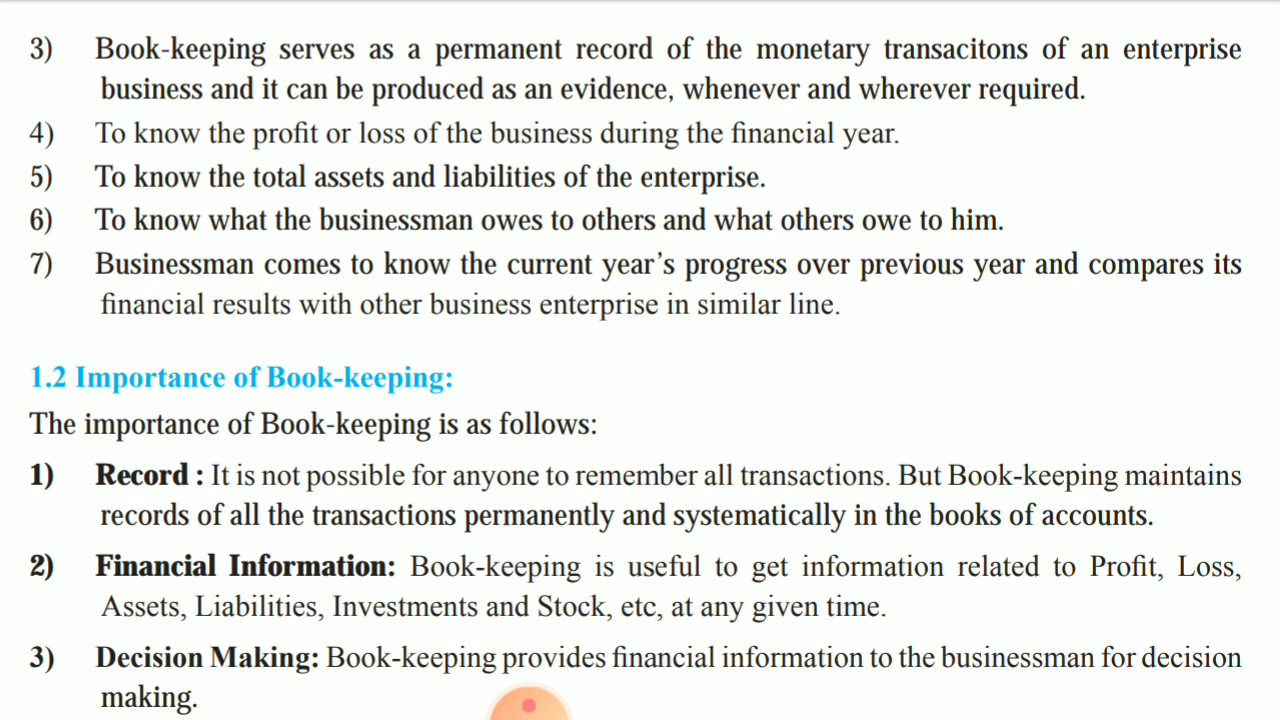 3) Book-keeping serves as a permanent record of the monetary transacitons of an enterprise
business and it can be produced as an evidence, whenever and wherever required.
4) To know the profit or loss of the business during the financial year.
5) To know the total assets and liabilities of the enterprise.
6) To know what the businessman owes to others and what others owe to him.
7) Businessman comes to know the current year’s progress over previous year and compares its
financial results with other business enterprise in similar line.
1.2 Importance of Book-keeping:
The importance of Book-keeping is as follows:
1) Record : It is not possible for anyone to remember all transactions. But Book-keeping maintains
records of all the transactions permanently and systematically in the books of accounts.
2) Financial Information: Book-keeping is useful to get information related to Profit, Loss,
Assets, Liabilities, Investments and Stock, etc, at any given time.
3) Decision Making: Book-keeping provides financial information to the businessman for decision
making.